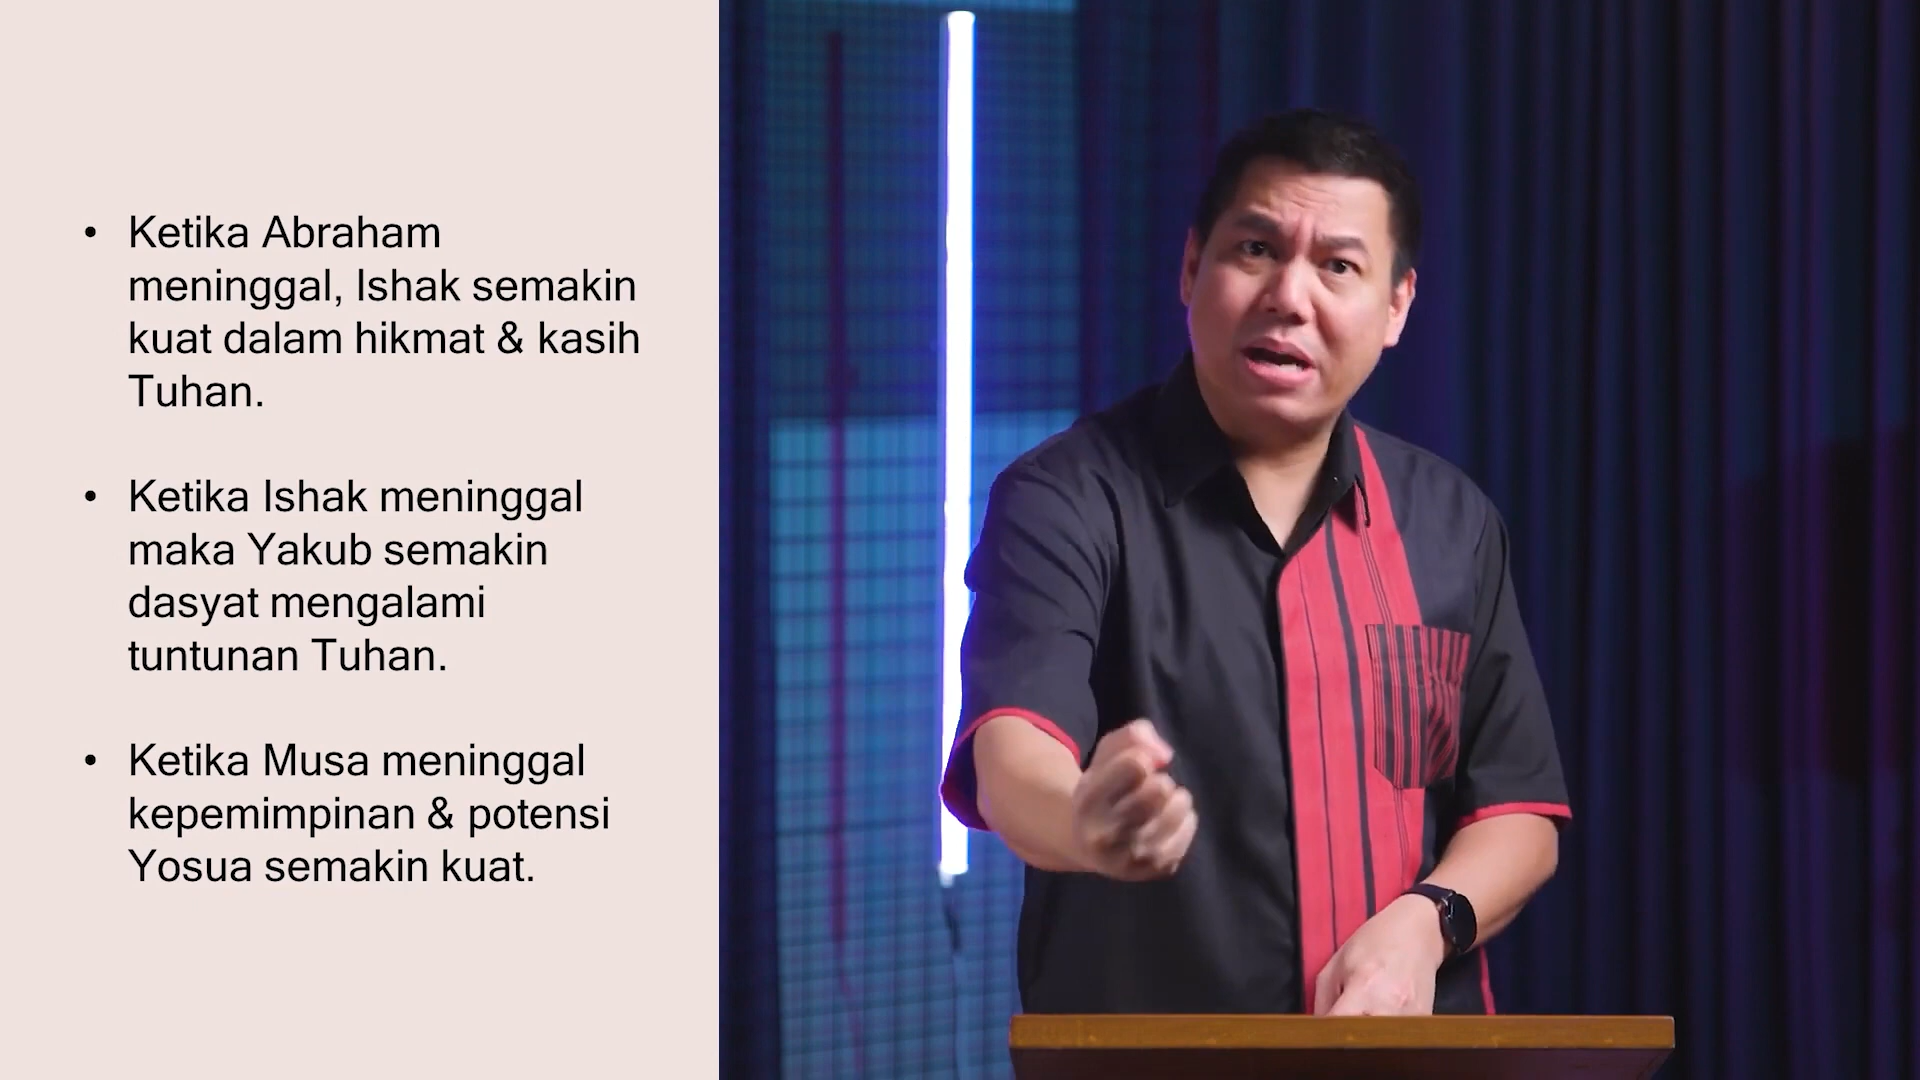 • Ketika Abraham
meninggal, Ishak semakin
kuat dalam hikmat & kasih
Tuhan.
• Ketika Ishak meninggal
maka Yakub semakin
dasyat mengalami
tuntunan Tuhan.
• Ketika Musa meninggal
kepemimpinan & potensi
Yosua semakin kuat.